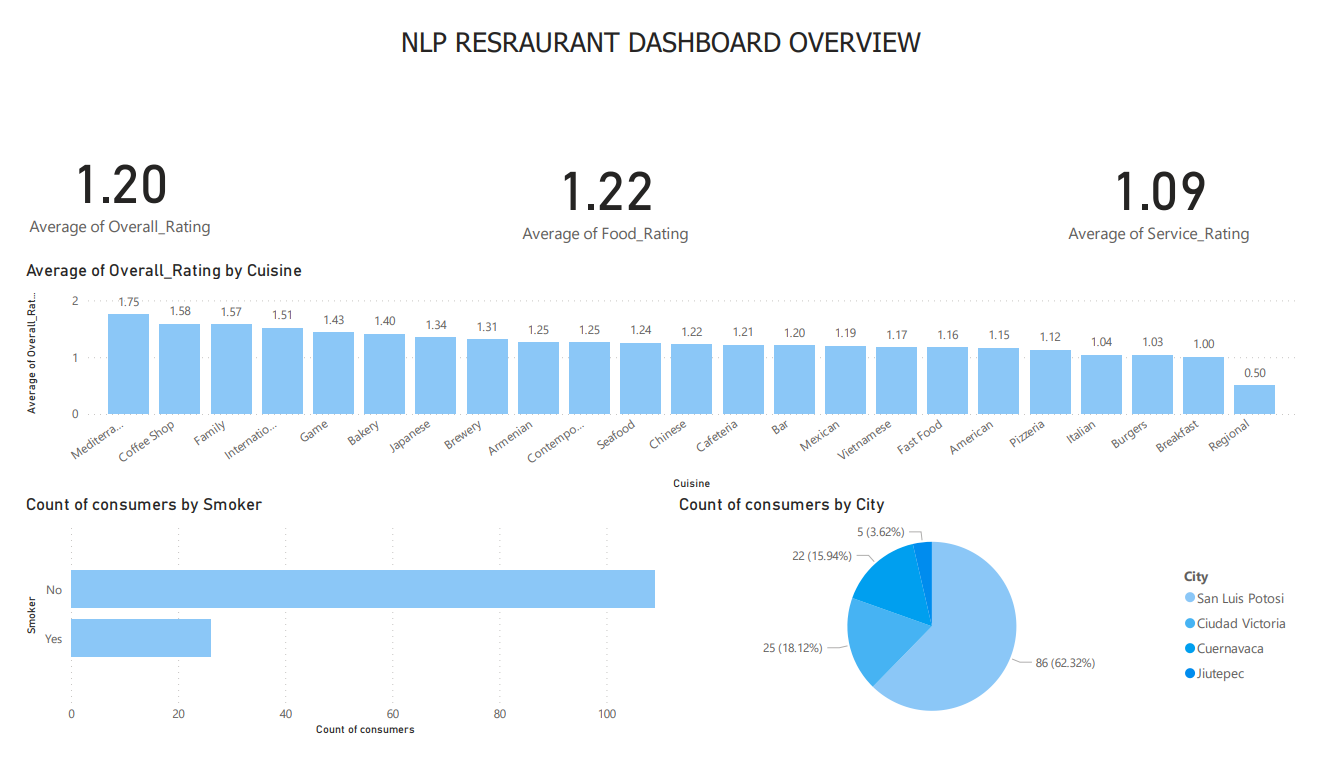 NLP RESRAURANT DASHBOARD OVERVIEW
1.20
Average of Overall_Rating
1.22
Average of Food_Rating
1.09
Average of Service_Rating
Average of Overall_Rating by Cuisine
Average of Overall_Rat...
2
1
0
1.75
1.58
1.57
1.51
1.43
1.40
1.34
1.31
1.25
1.25
1.24
1.22
1.21
1.20
1.19
1.17
1.16
1.15
1.12
1.04
1.03
1.00
0.50
Mediterra...
Coffee Shop
Family
Internatio...
Game
Bakery
Japanese
Brewery
Armenian
Contempo...
Seafood
Chinese
Cafeteria
Bar
Mexican
Vietnamese
Fast Food
American
Pizzeria
Italian
Burgers
Breakfast
Regional
Cuisine
Count of consumers by Smoker
Smoker
No
Yes
0
20
40
60
80
100
Count of consumers
Count of consumers by City
5 (3.62%)
22 (15.94%)
25 (18.12%)
86 (62.32%)
City
San Luis Potosi
Ciudad Victoria
Cuernavaca
Jiutepec